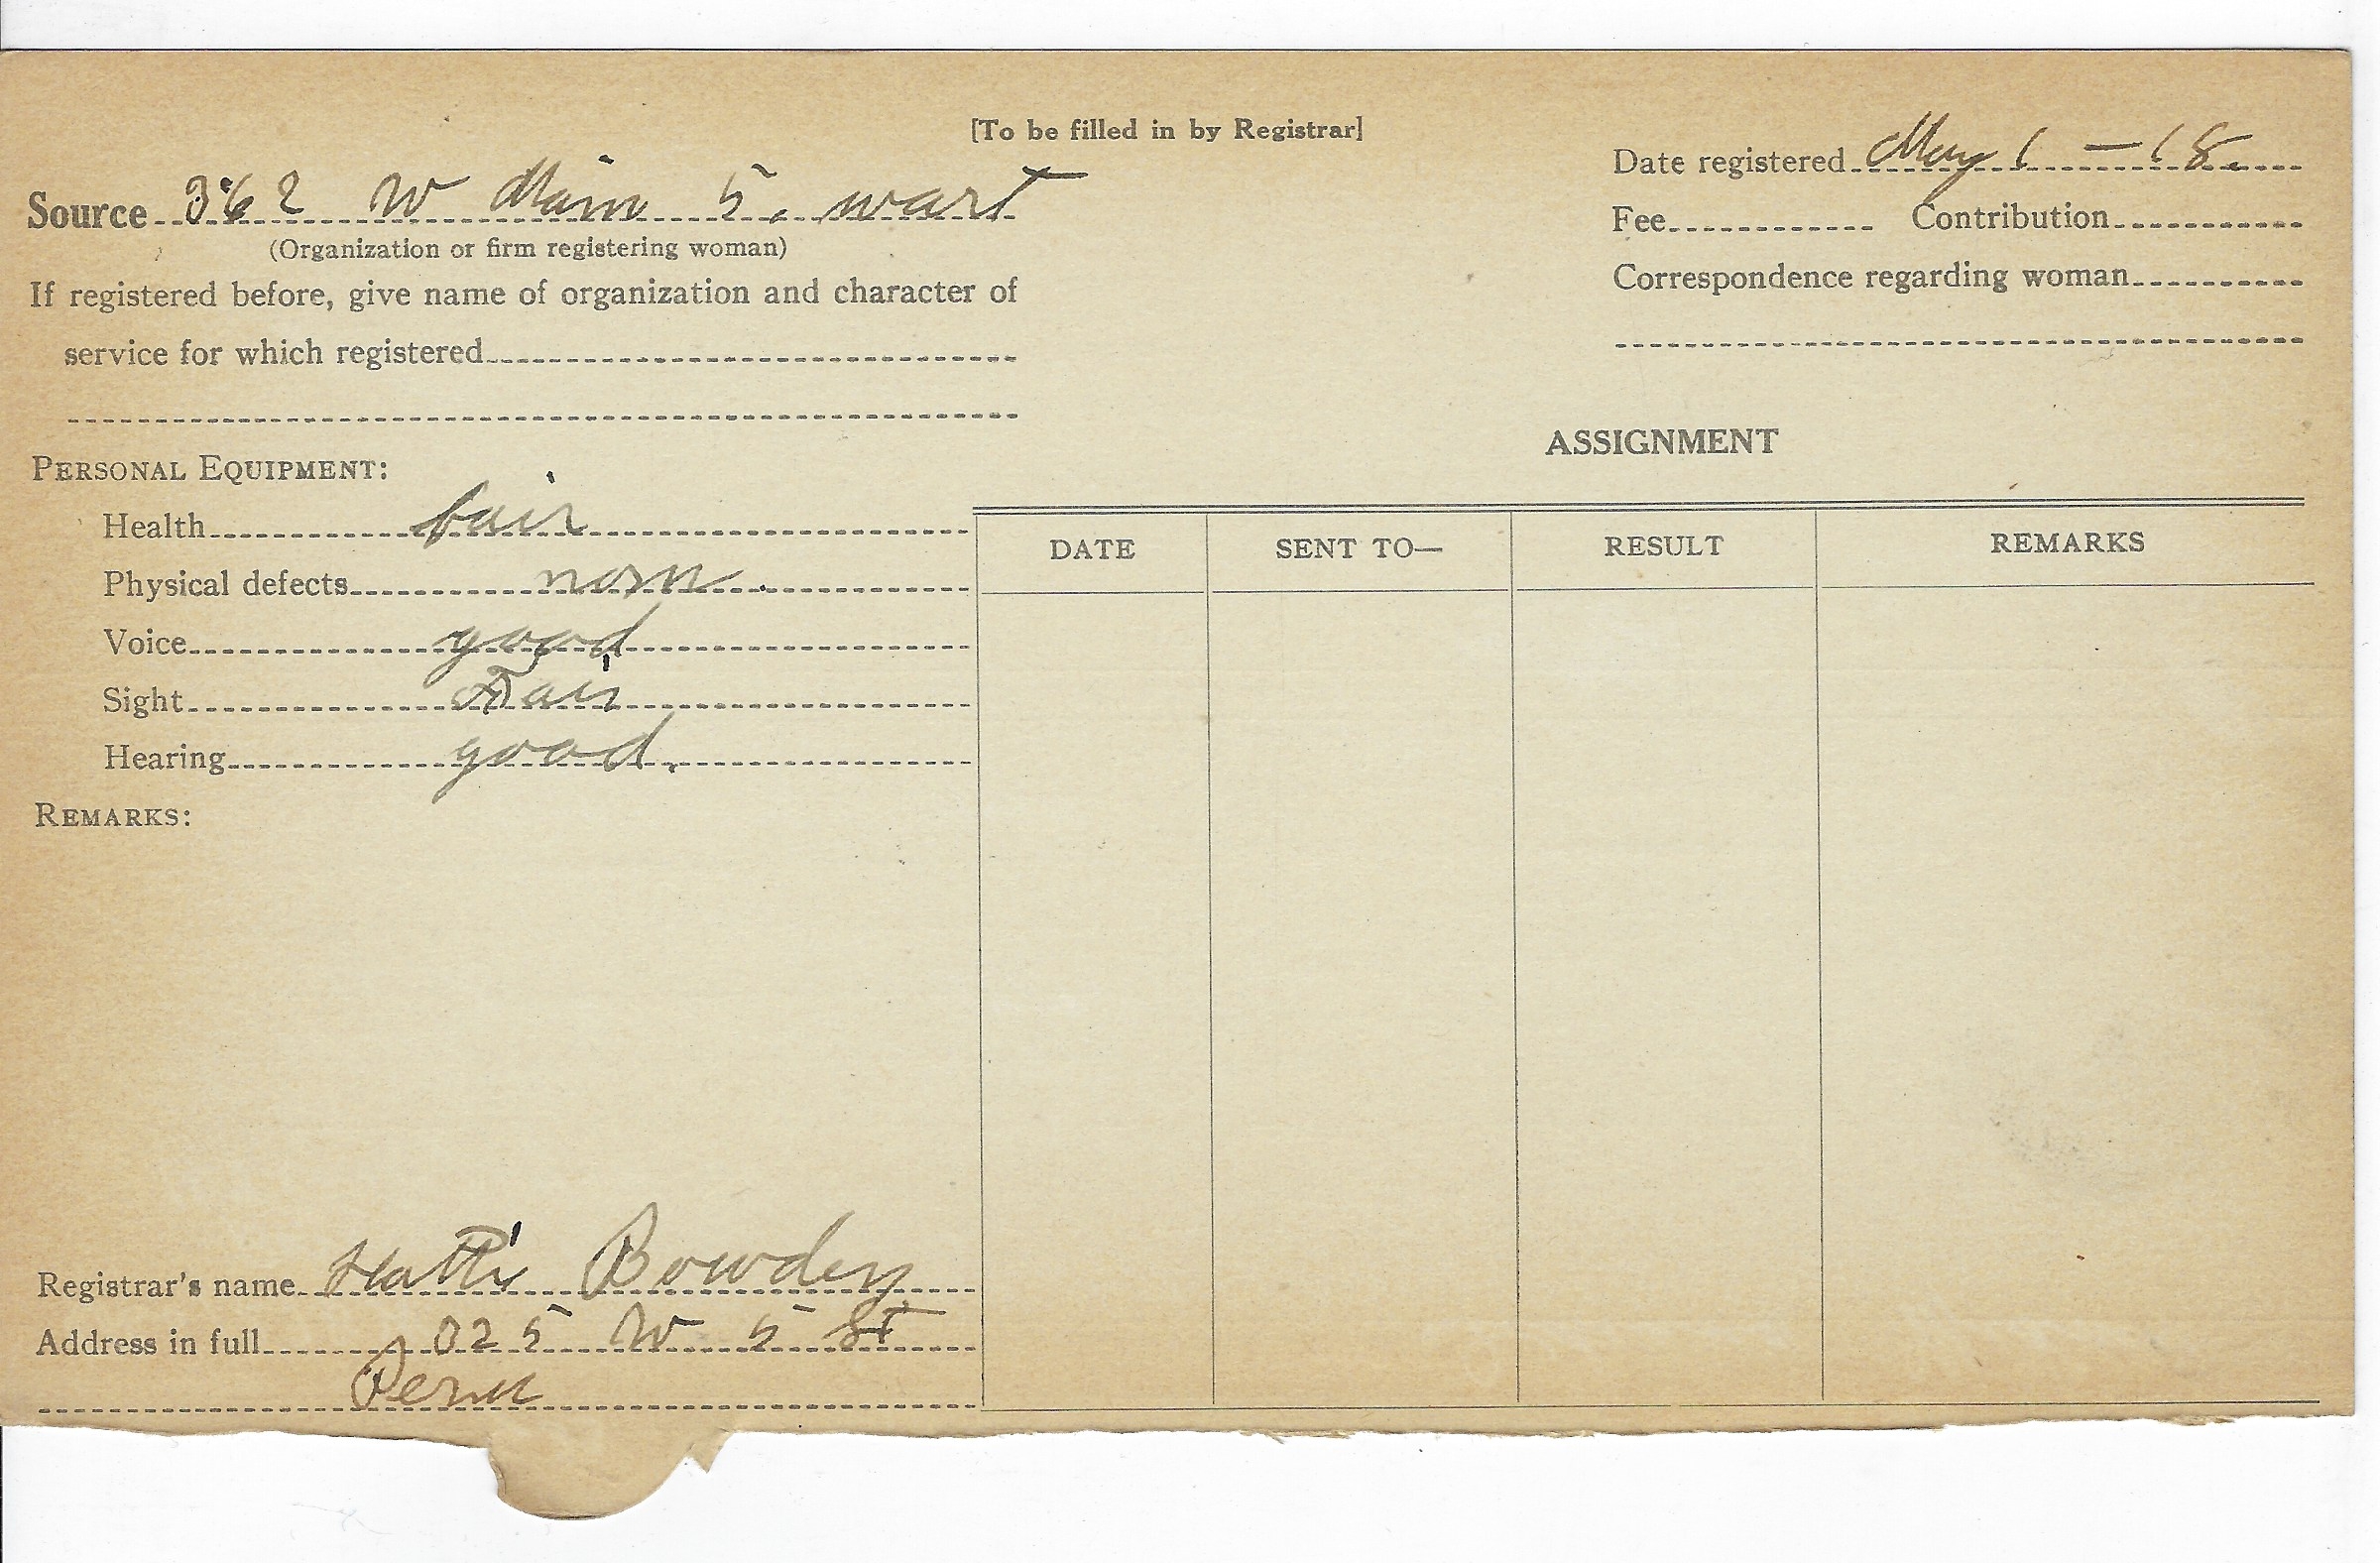 [To be filled in by Registrar]
Date registered May 1 – 18.
Source 362 W Main 5. wart
(Organization or firm registering woman)
Fee Contribution
If registered before, give name of organization and character of
Correspondence regarding woman
service for which registered
ASSIGNMENT
PERSONAL EQUIPMENT:
Health fair
DATE SENT TO— RESULT REMARKS
Physical defects non.
Voice good
Sight Fair
Hearing good.
REMARKS:
Registrar's name Hatti Bowden
Address in full 025 W 5 St
Peru